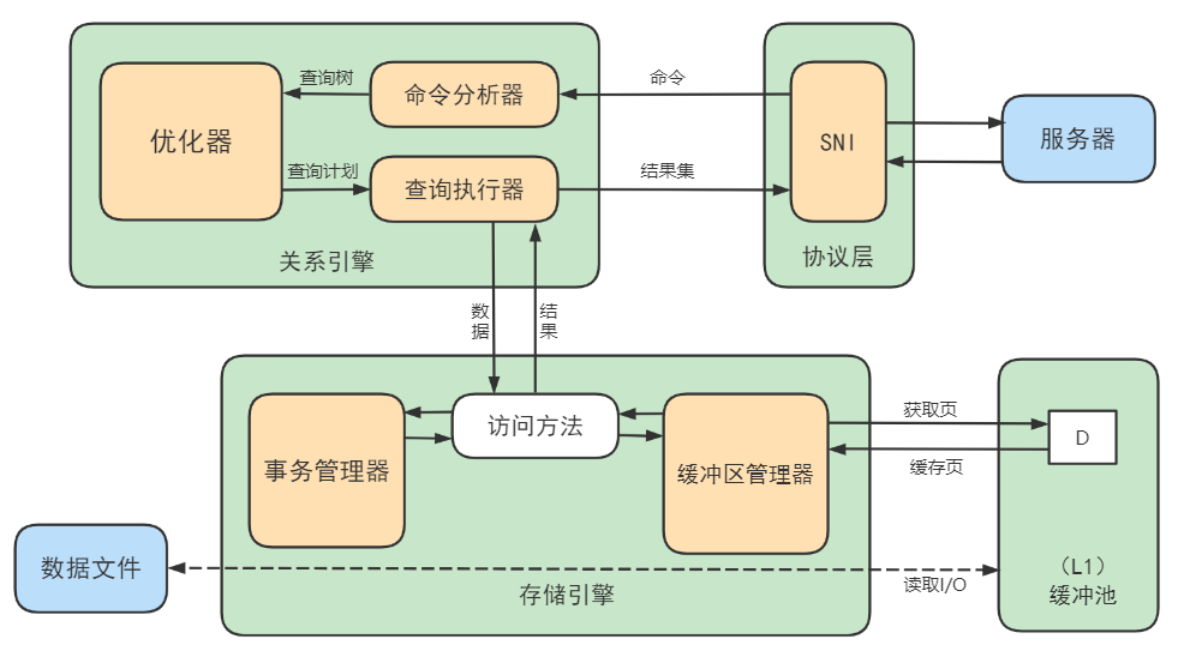 查询树
命令分析器
命令
优化器
SNI
服务器
查询计划
查询执行器
结果集
关系引擎
协议层
数
据
结
果
访问方法
获取页
D
事务管理器
缓冲区管理器
缓存页
数据文件
（L1）
缓冲池
存储引擎
读取I/O